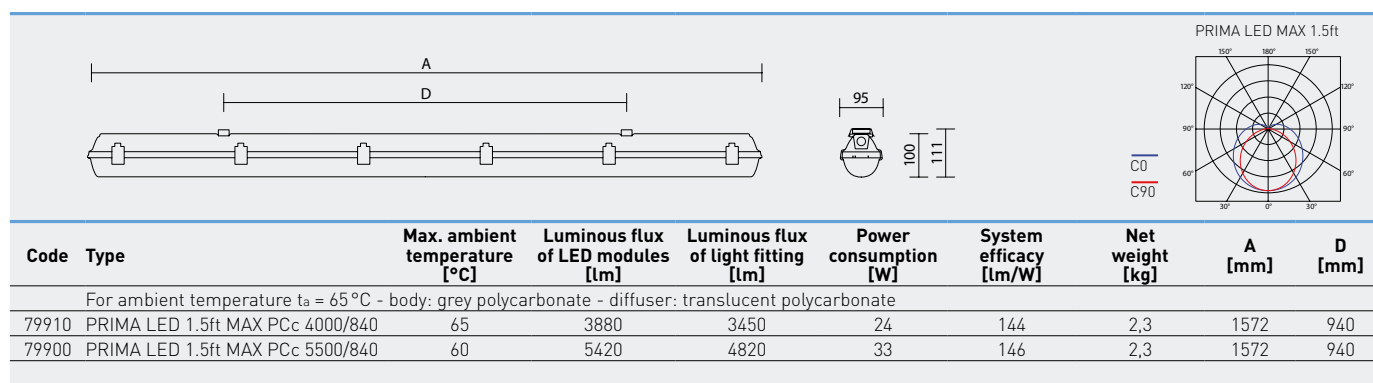 PRIMA LED MAX 1.5ft
150° 180° 150°
120° 120°
90° 90°
60° 60°
30° 0° 30°
C0
C90
A
D
95
100
111
Code Type Max. ambient temperature [°C] Luminous flux of LED modules [lm] Luminous flux of light fitting [lm] Power consumption [W] System efficacy [lm/W] Net weight [kg] A [mm] D [mm]
For ambient temperature ta = 65°C - body: grey polycarbonate - diffuser: translucent polycarbonate
79910 PRIMA LED 1.5ft MAX PCc 4000/840 65 3880 3450 24 144 2,3 1572 940
79900 PRIMA LED 1.5ft MAX PCc 5500/840 60 5420 4820 33 146 2,3 1572 940